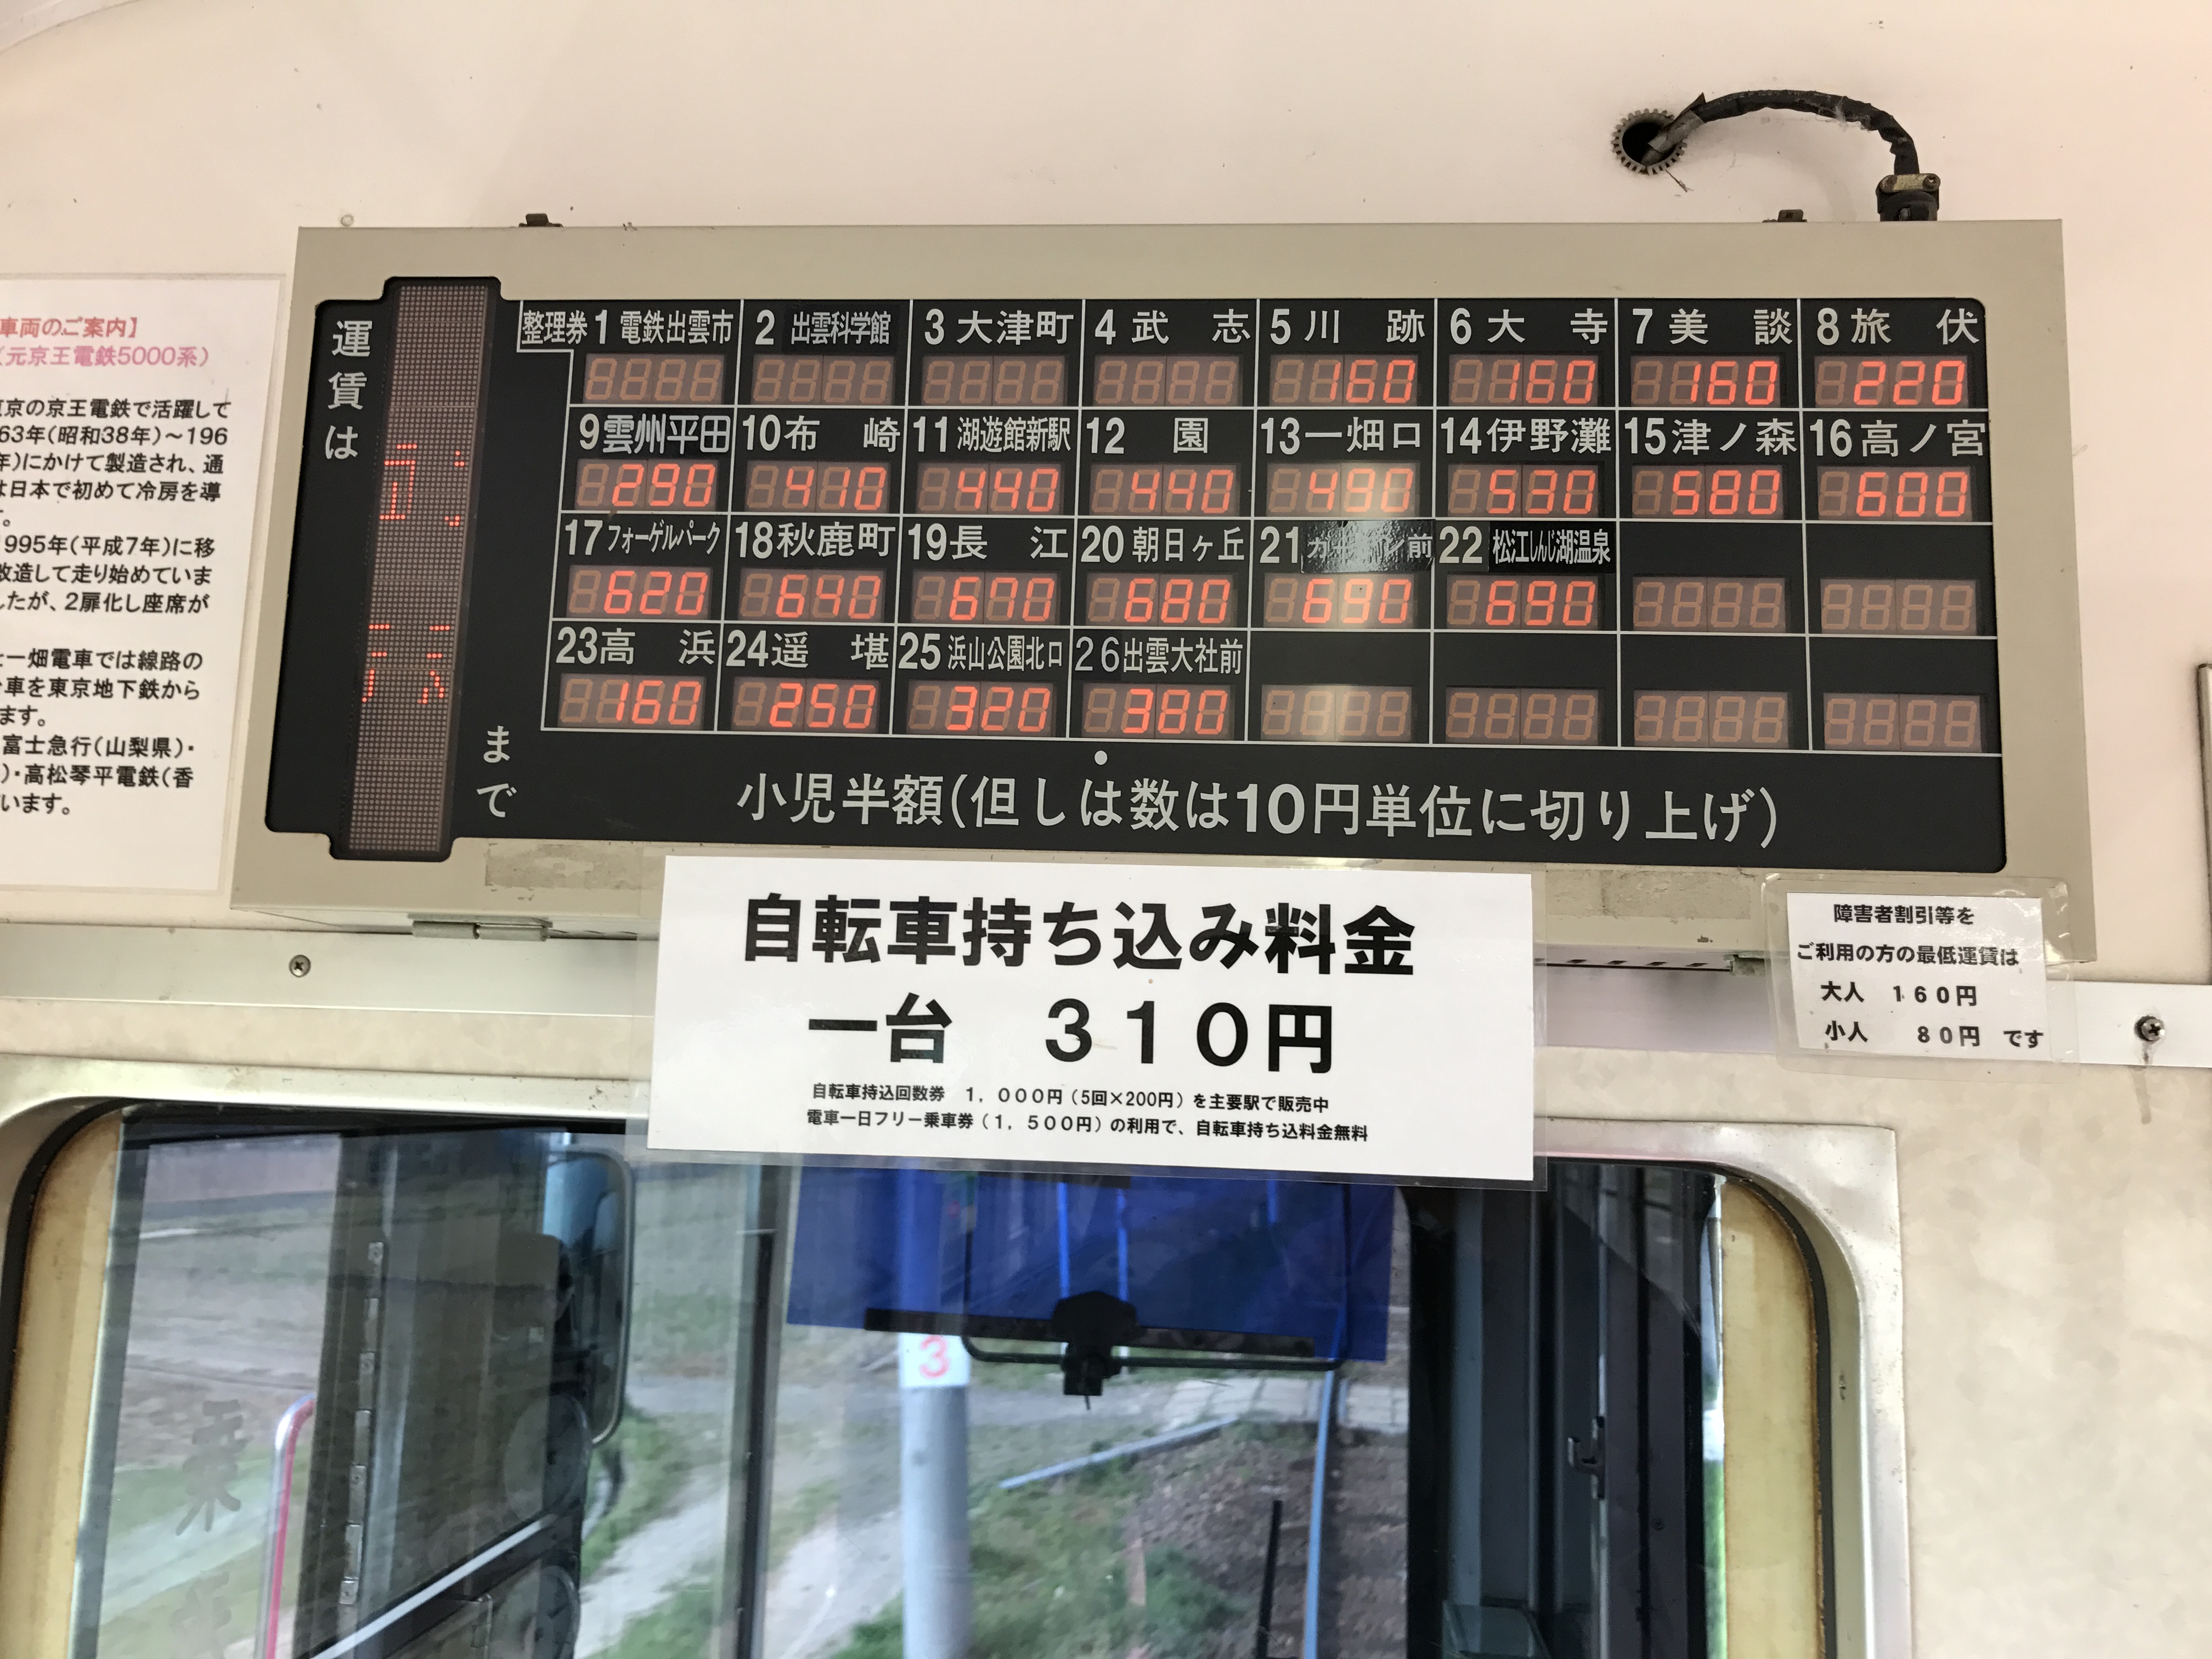 車両のご案内】
(元京王電鉄5000系)
京の京王電鉄で活躍して
63年(昭和38年)～196
年)にかけて製造され、通
は日本で初めて冷房を導
。
995年(平成7年)に移
改造して走り始めていま
したが、2扉化し座席が
一畑電車では線路の
車を東京地下鉄から
ます。
富士急行(山梨県)・
)・高松琴平電鉄(香
います。
運賃は
まで
整理券 1 電鉄出雲市 2 出雲科学館 3 大津町 4 武志 5 川跡 6 大寺 7 美談 8 旅伏
160 160 160 220
9 雲州平田 10 布崎 11 湖遊館新駅 12 園 13 一畑口 14 伊野灘 15 津ノ森 16 高ノ宮
290 410 440 440 490 530 580 600
17 フォーゲルパーク 18 秋鹿町 19 長江 20 朝日ヶ丘 21 前 22 松江しんじ湖温泉
620 640 670 680 690 690
23 高浜 24 遥堪 25 浜山公園北口 26 出雲大社前
160 250 320 380
小児半額(但しは数は10円単位に切り上げ)
自転車持ち込み料金
一台 310円
自転車持込回数券 1,000円(5回×200円)を主要駅で販売中
電車一日フリー乗車券(1,500円)の利用で、自転車持ち込料金無料
障害者割引等を
ご利用の方の最低運賃は
大人 160円
小人 80円 です
3